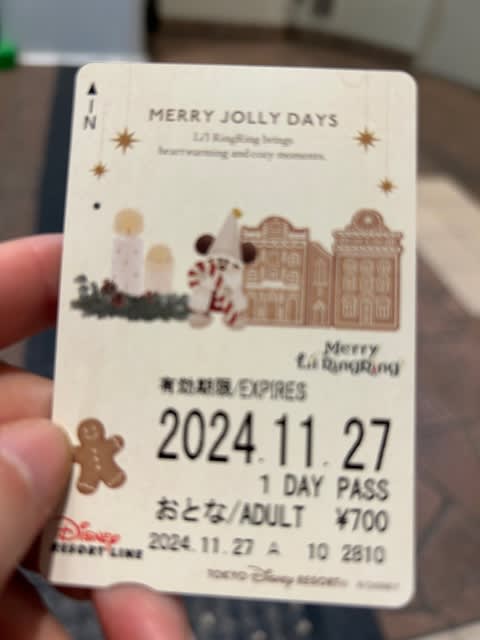 IN
MERRY JOLLY DAYS
Li'l RingRing brings
heartwarming and cozy moments.
Merry
Li'l RingRing
有効期限/EXPIRES
2024.11.27
1 DAY PASS
おとな/ADULT ¥700
Disney
RESORT LINE
2024.11.27 A 10 2810
TOKYO Disney RESORT